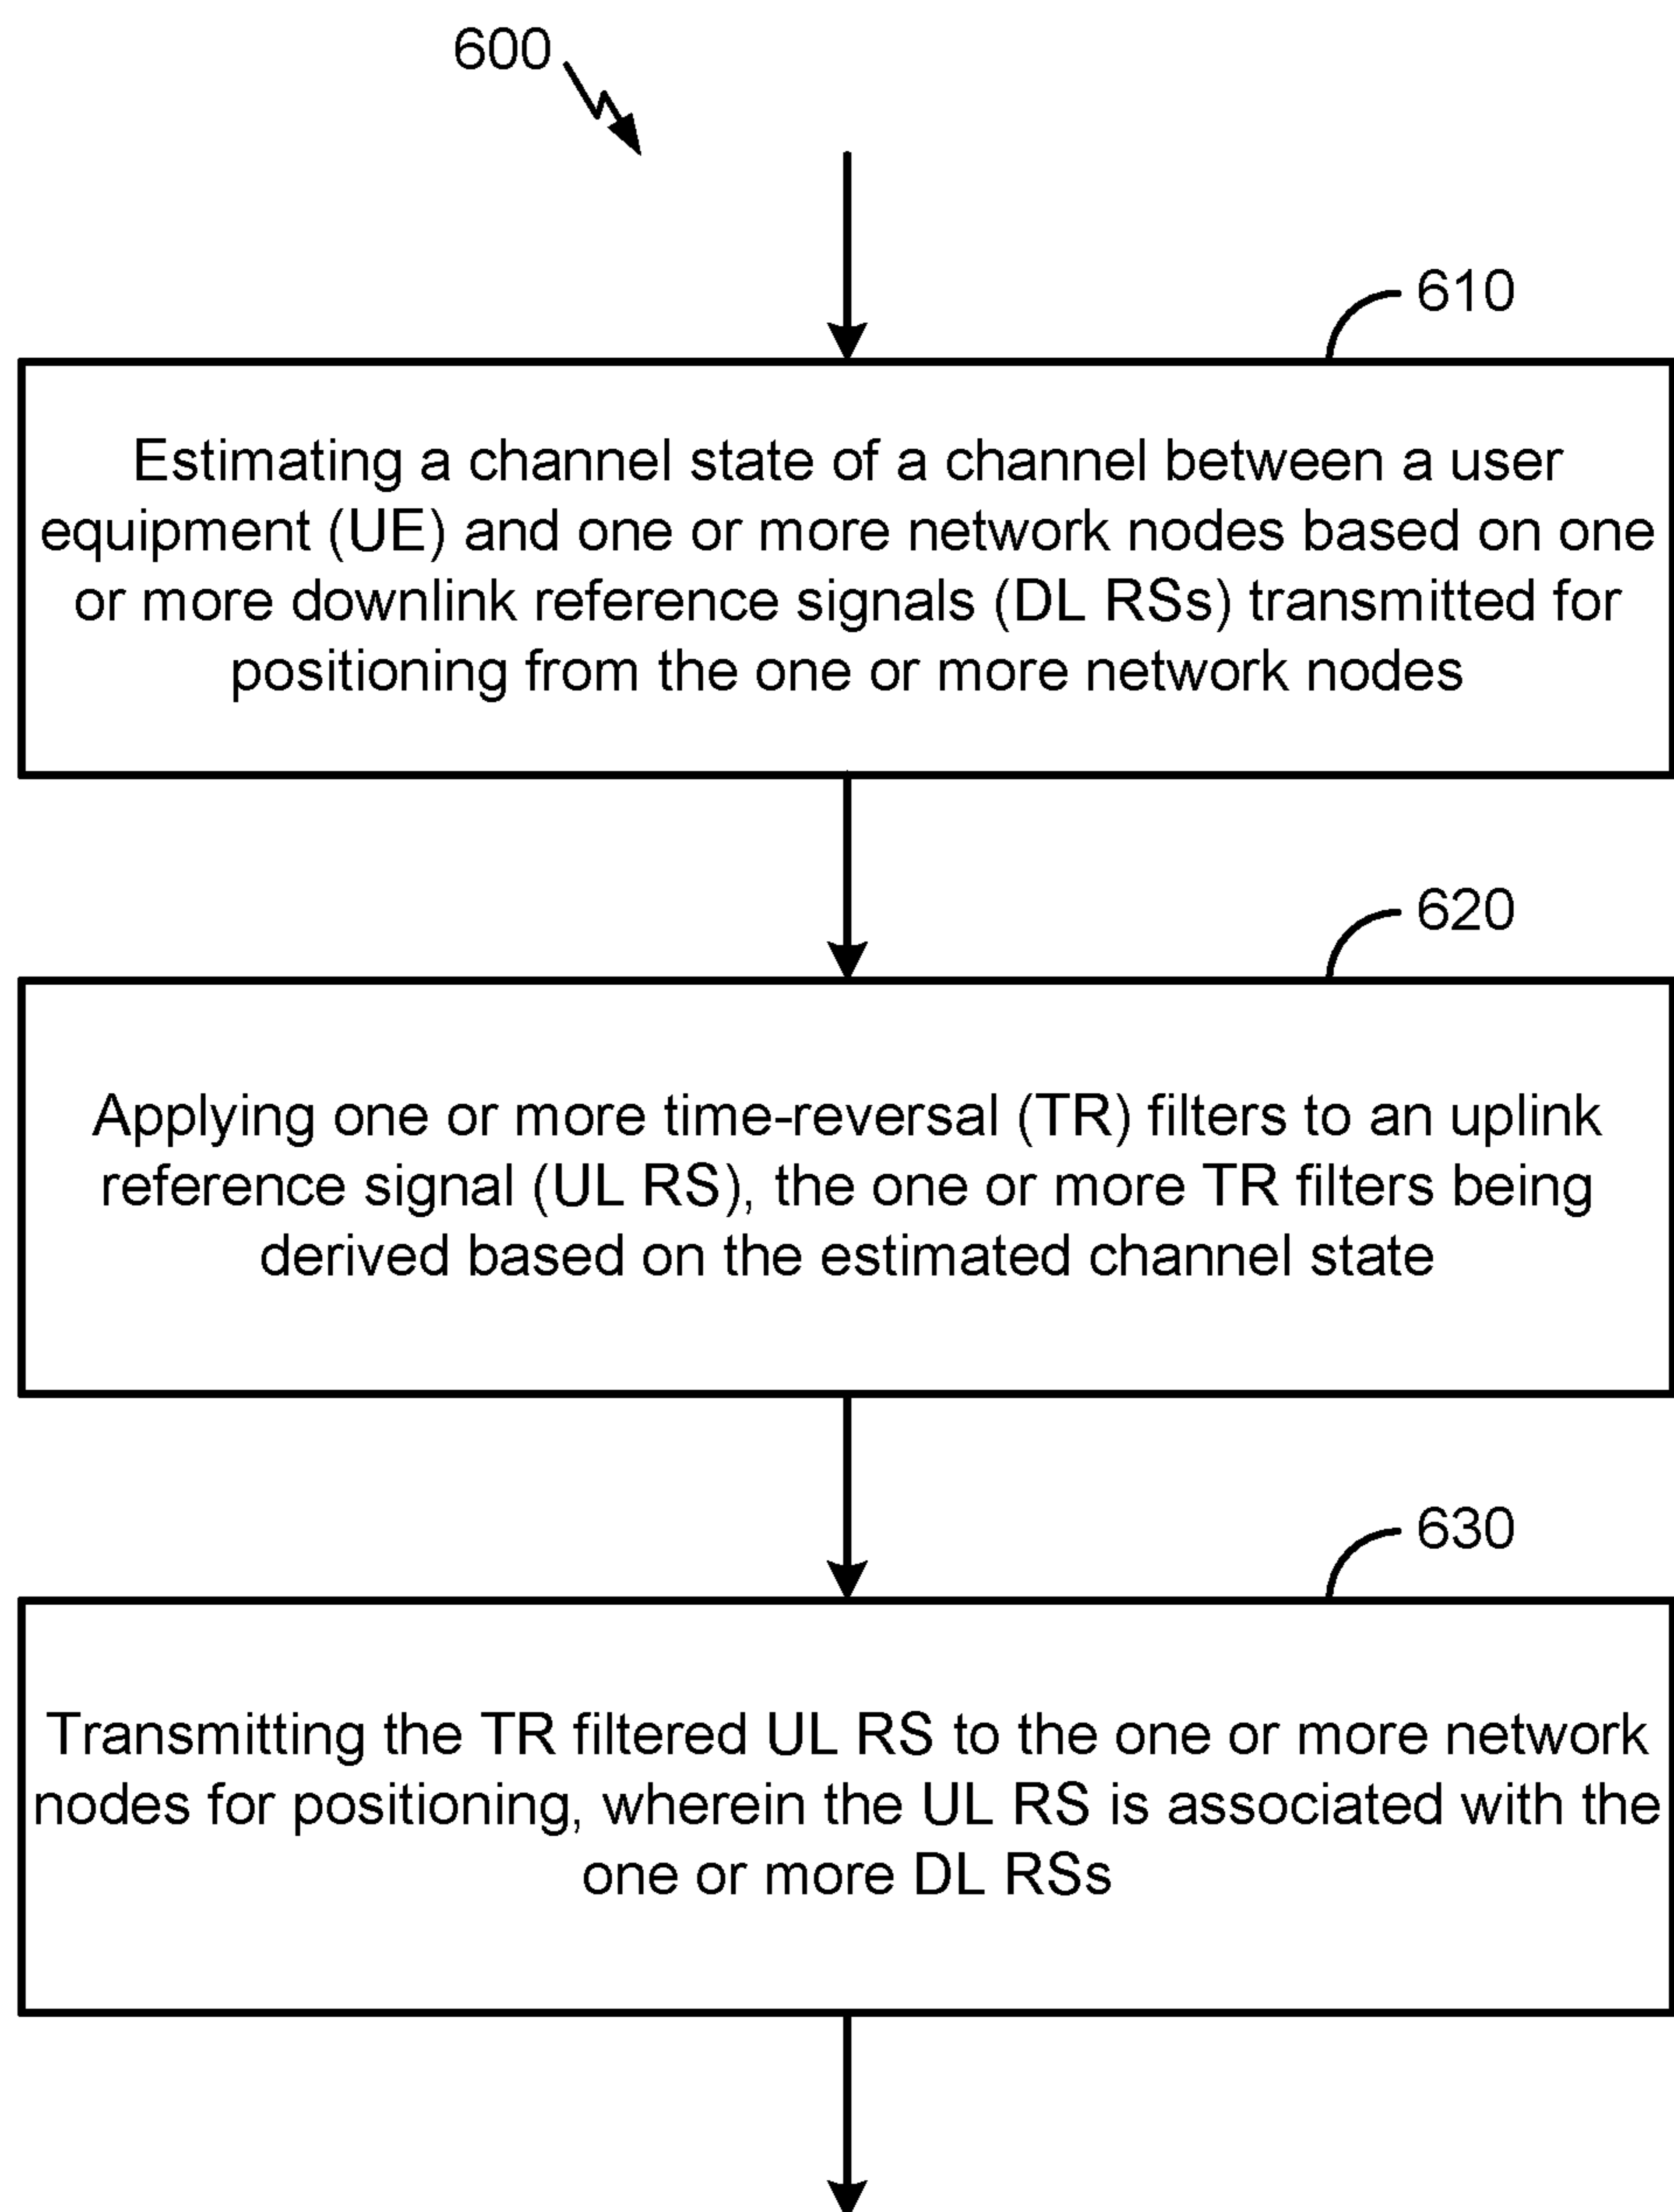 600
610
Estimating a channel state of a channel between a user
equipment (UE) and one or more network nodes based on one
or more downlink reference signals (DL RSs) transmitted for
positioning from the one or more network nodes
620
Applying one or more time-reversal (TR) filters to an uplink
reference signal (UL RS), the one or more TR filters being
derived based on the estimated channel state
630
Transmitting the TR filtered UL RS to the one or more network
nodes for positioning, wherein the UL RS is associated with the
one or more DL RSs